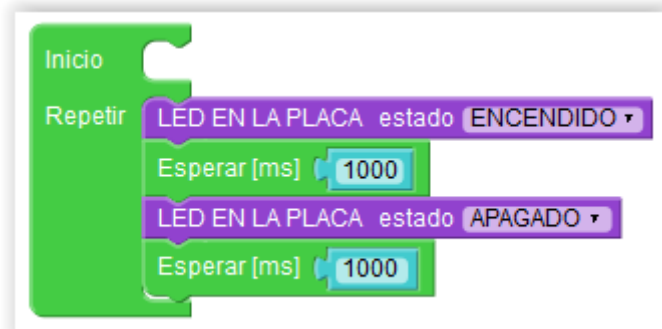 Inicio
Repetir LED EN LA PLACA estado ENCENDIDO
Esperar [ms] 1000
LED EN LA PLACA estado APAGADO
Esperar [ms] 1000